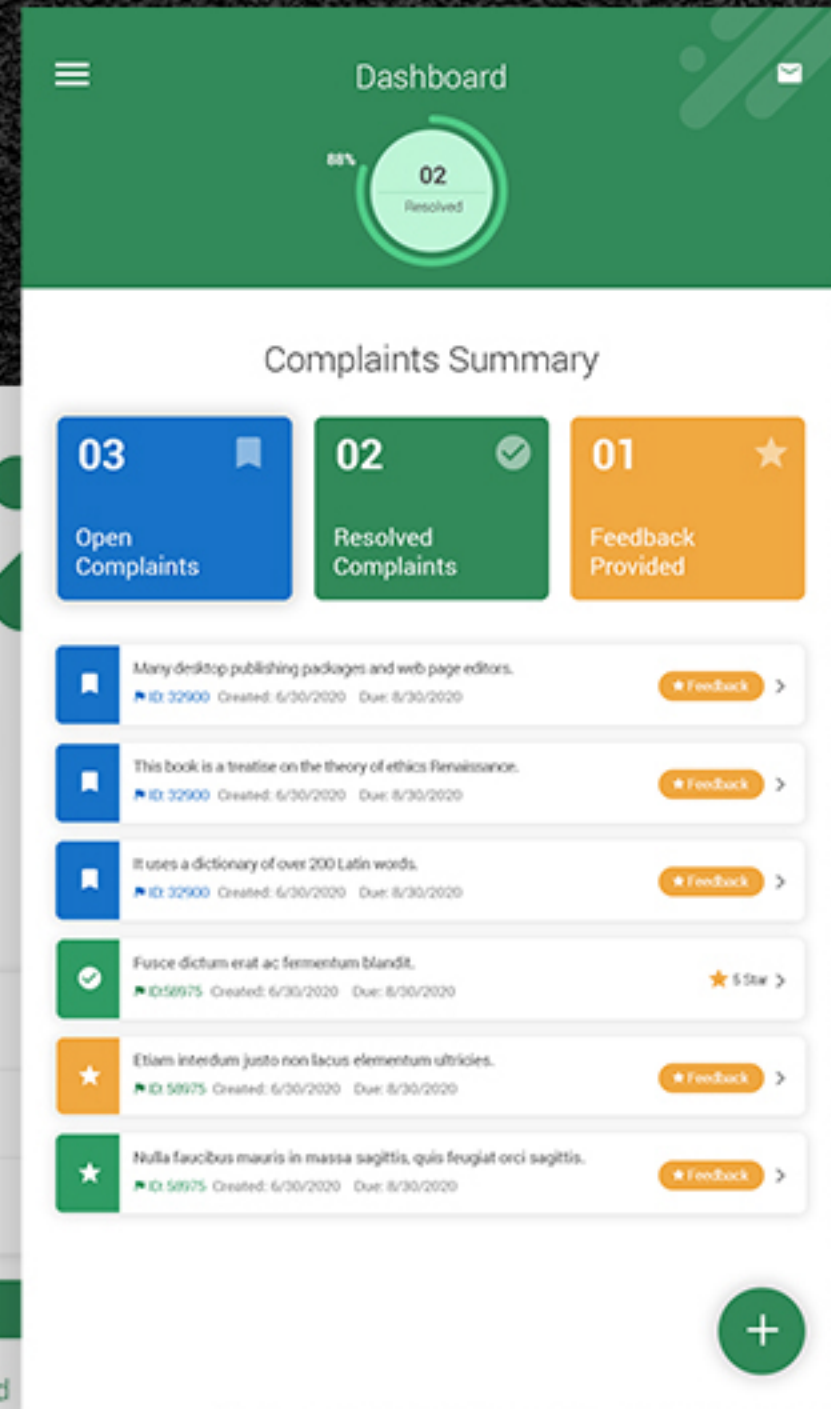 Dashboard
88%
02
Resolved
Complaints Summary
03
Open
Complaints
02
Resolved
Complaints
01
Feedback
Provided
Many desktop publishing packages and web page editors.
ID: 32900 Created: 6/30/2020 Due: 8/30/2020
Feedback
This book is a treatise on the theory of ethics Renaissance.
ID: 32900 Created: 6/30/2020 Due: 8/30/2020
Feedback
It uses a dictionary of over 200 Latin words.
ID: 32900 Created: 6/30/2020 Due: 8/30/2020
Feedback
Fusce dictum erat ac fermentum blandit.
ID:58975 Created: 6/30/2020 Due: 8/30/2020
5 Star
Etiam interdum justo non lacus elementum ultricies.
ID: 58975 Created: 6/30/2020 Due: 8/30/2020
Feedback
Nulla faucibus mauris in massa sagittis, quis feugiat orci sagittis.
ID: 58975 Created: 6/30/2020 Due: 8/30/2020
Feedback